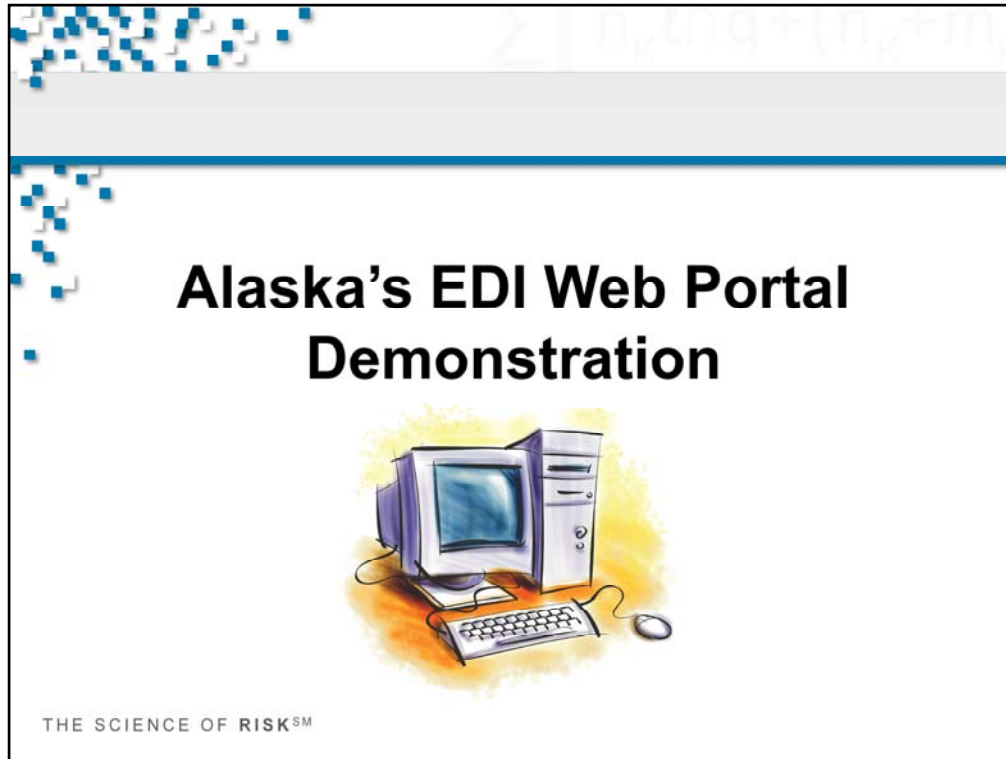 Alaska’s EDI Web Portal
Demonstration
THE SCIENCE OF RISK℠